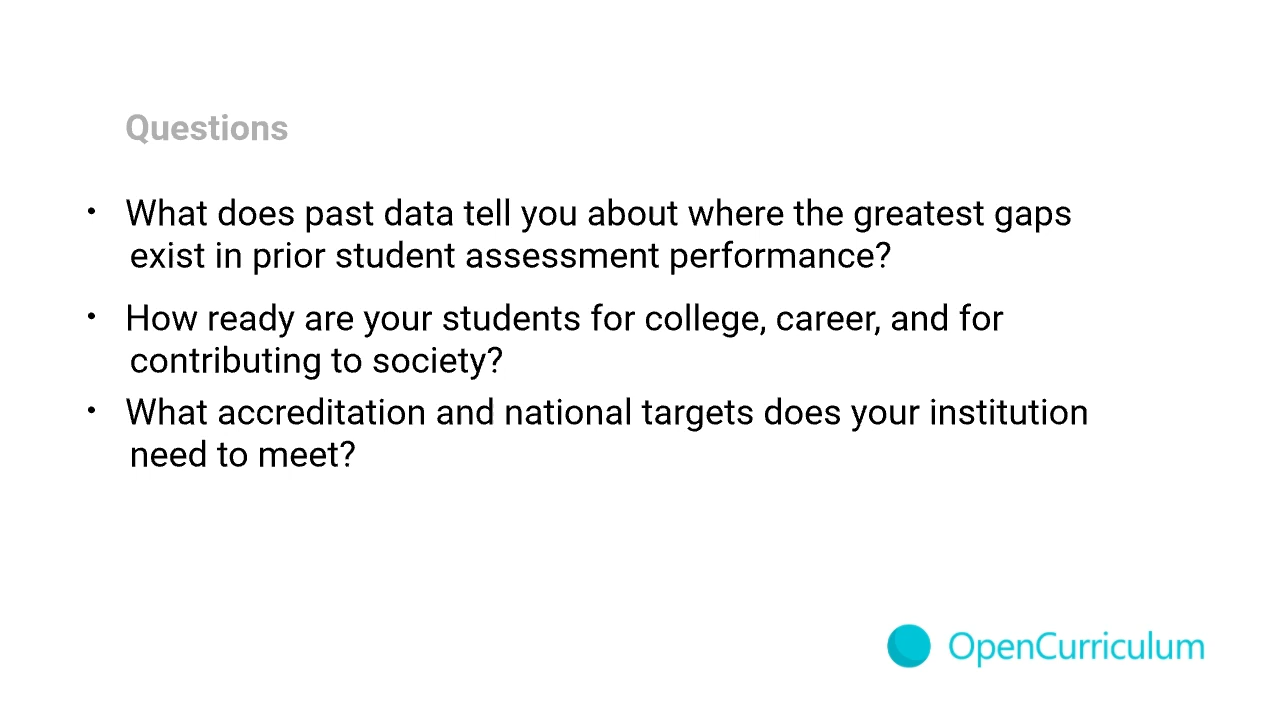 Questions
• What does past data tell you about where the greatest gaps
exist in prior student assessment performance?
• How ready are your students for college, career, and for
contributing to society?
• What accreditation and national targets does your institution
need to meet?
OpenCurriculum